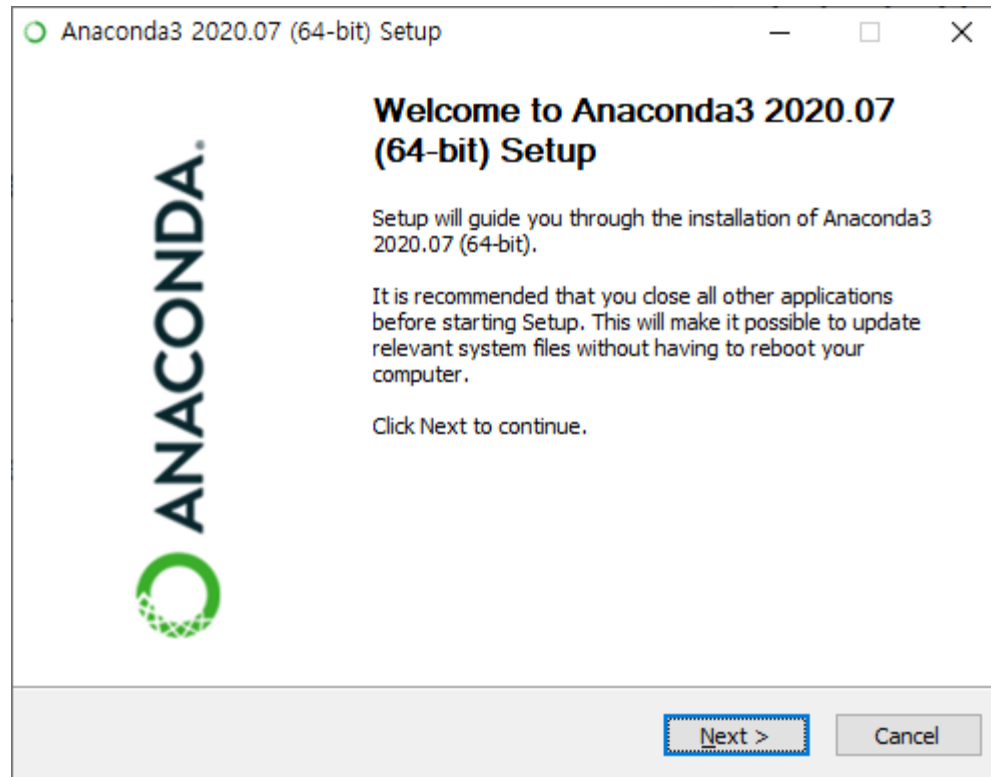 Anaconda3 2020.07 (64-bit) Setup
Welcome to Anaconda3 2020.07
(64-bit) Setup
ANACONDA.
Setup will guide you through the installation of Anaconda3
2020.07 (64-bit).
It is recommended that you close all other applications
before starting Setup. This will make it possible to update
relevant system files without having to reboot your
computer.
Click Next to continue.
Next >
Cancel